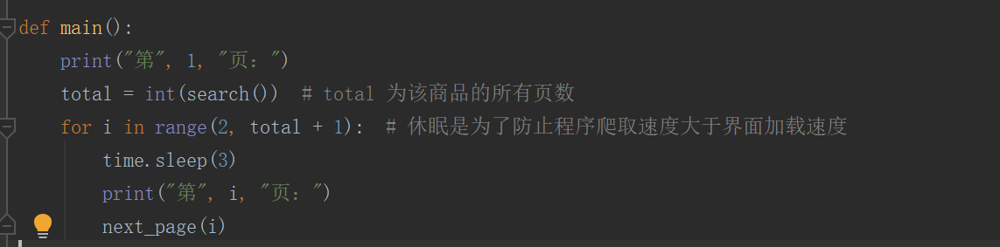 def main():
    print("第", 1, "页：")
    total = int(search())  # total 为该商品的所有页数
    for i in range(2, total + 1):  # 休眠是为了防止程序爬取速度大于界面加载速度
        time.sleep(3)
        print("第", i, "页：")
        next_page(i)